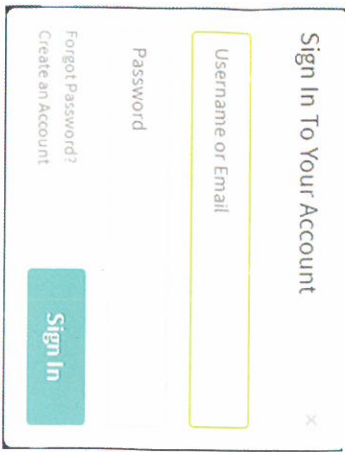 Sign In To Your Account ×
Username or Email
Password
Forgot Password?
Create an Account
Sign In